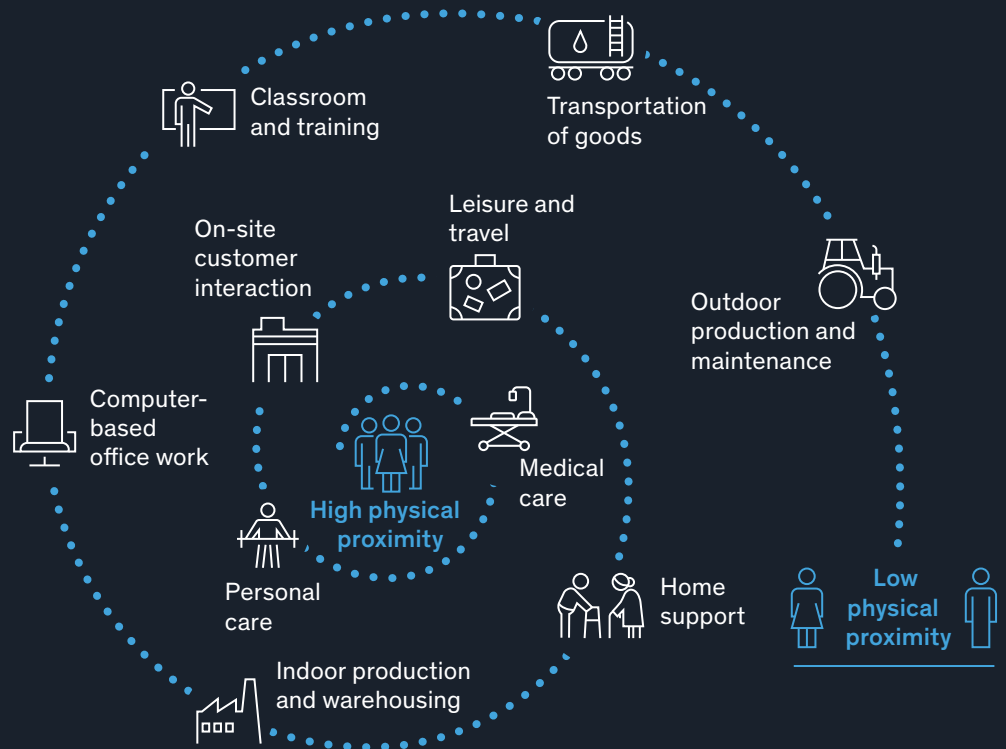 Classroom
and training
Transportation
of goods
On-site
customer
interaction
Leisure and
travel
Outdoor
production and
maintenance
Computer-
based
office work
Medical
care
High physical
proximity
Personal
care
Home
support
Low
physical
proximity
Indoor production
and warehousing